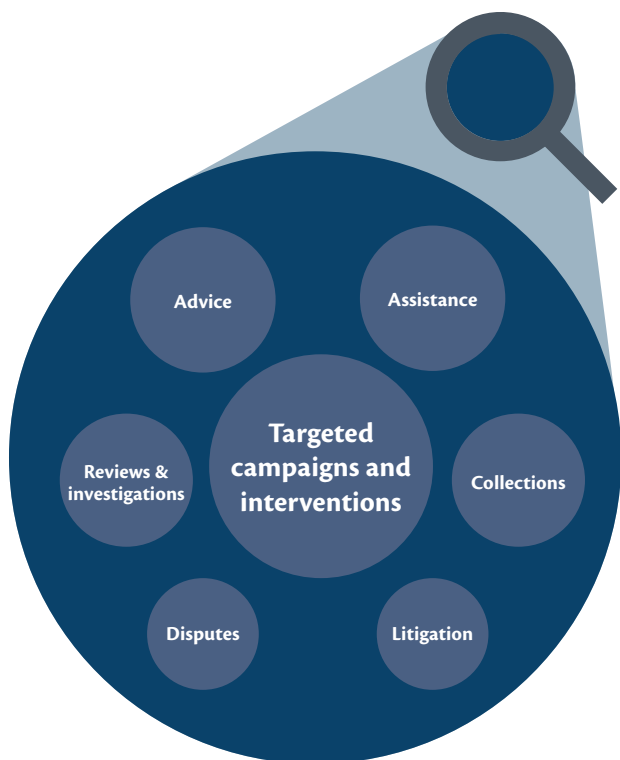 Advice
Assistance
Targeted
campaigns and
interventions
Reviews &
investigations
Collections
Disputes
Litigation